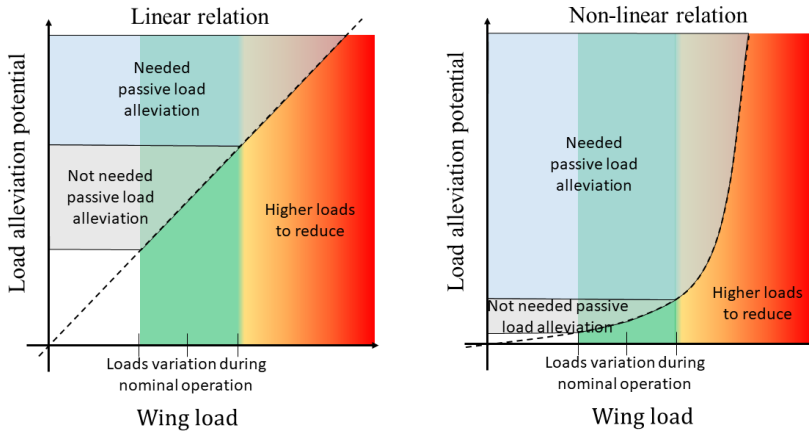 Linear relation
Load alleviation potential
Needed
passive load
alleviation
Not needed
passive load
alleviation
Higher loads
to reduce
Loads variation during
nominal operation
Wing load
Non-linear relation
Load alleviation potential
Needed
passive load
alleviation
Not needed passive
load alleviation
Higher loads
to reduce
Loads variation during
nominal operation
Wing load